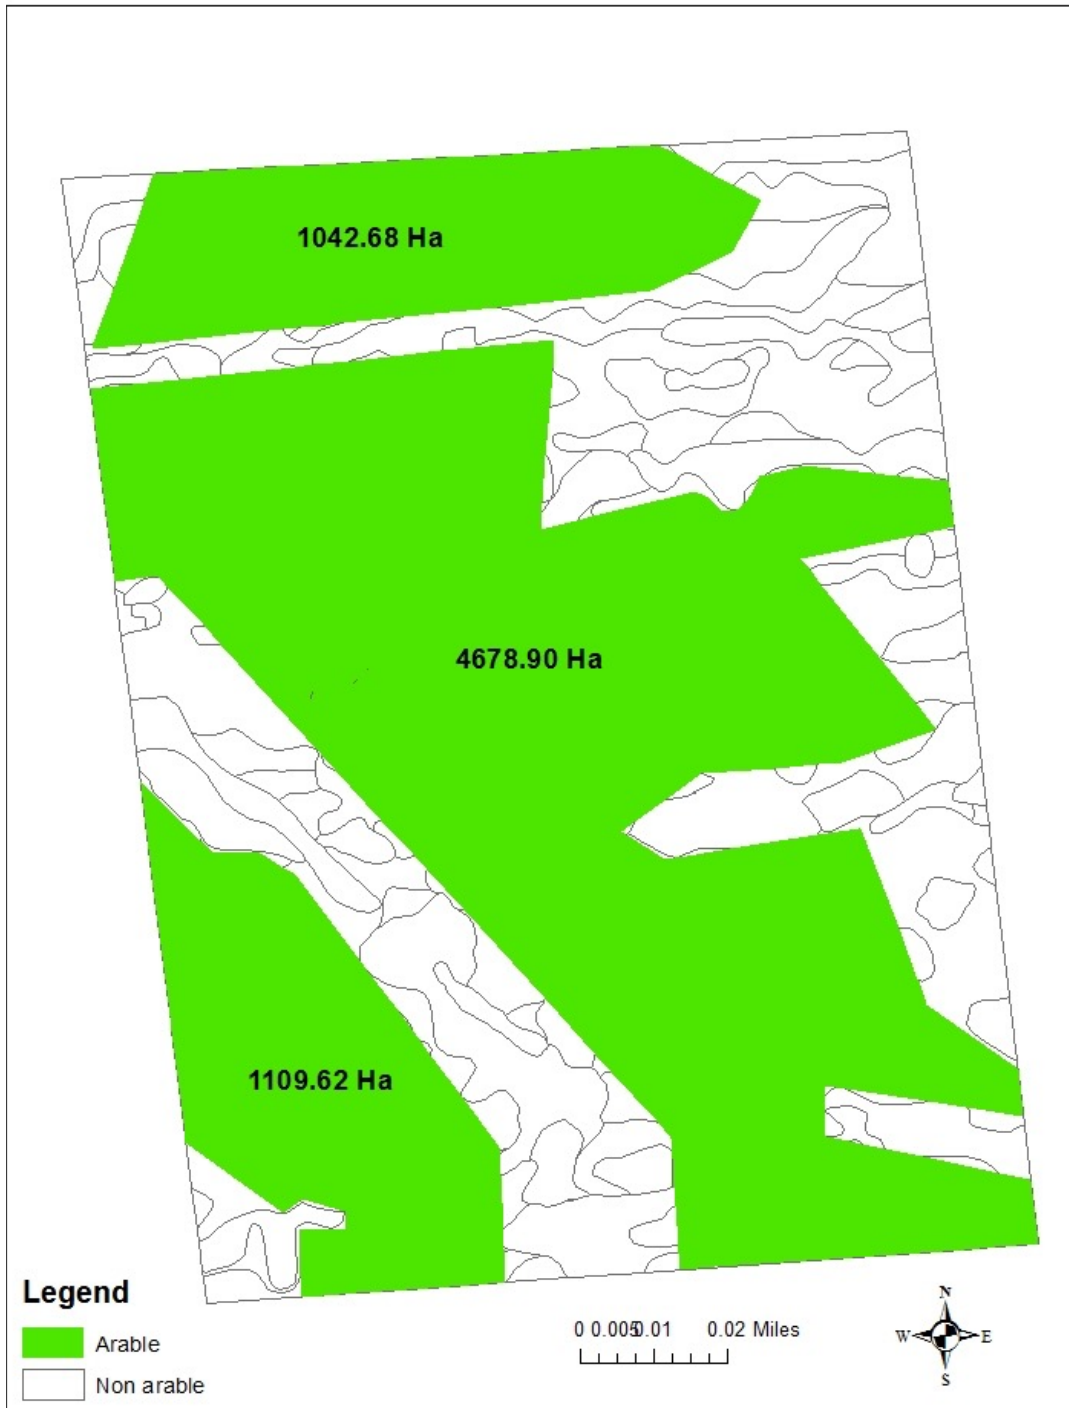 1042.68 Ha
4678.90 Ha
1109.62 Ha
Legend
Arable
Non arable
0 0.005 0.01 0.02 Miles
N
W E
S